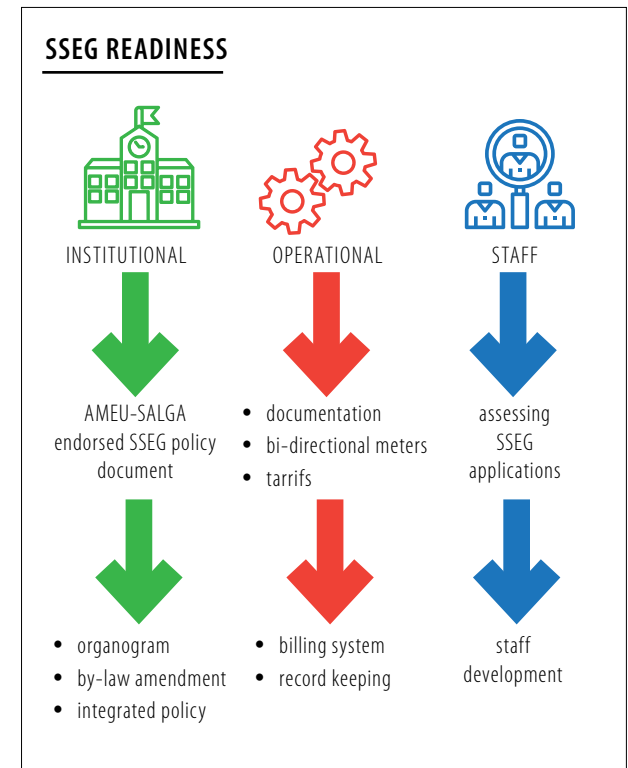 SSEG READINESS
INSTITUTIONAL
AMEU-SALGA
endorsed SSEG policy
document
• organogram
• by-law amendment
• integrated policy
OPERATIONAL
• documentation
• bi-directional meters
• tarrifs
• billing system
• record keeping
STAFF
assessing
SSEG
applications
staff
development